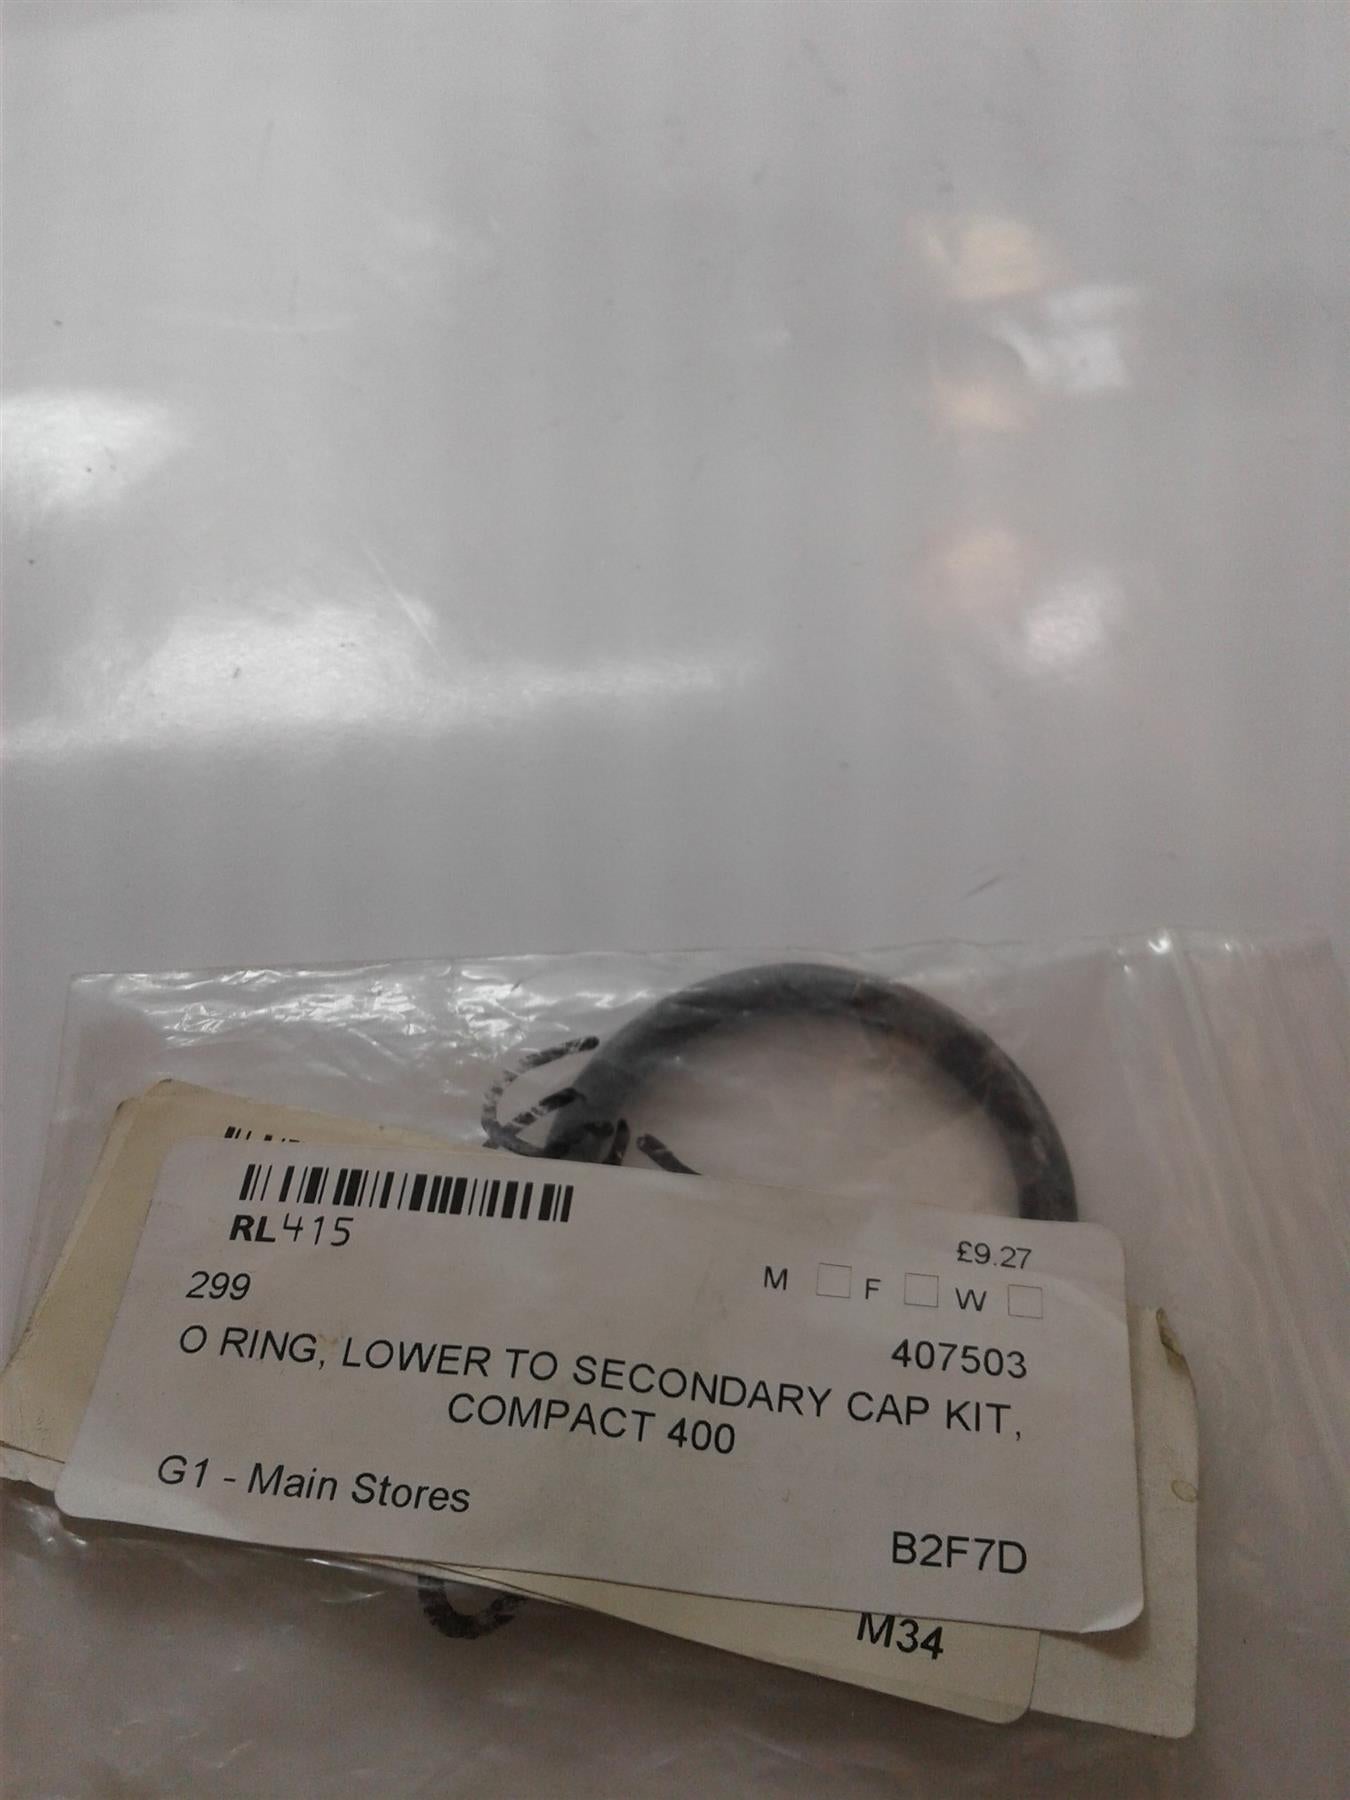 RL415
£9.27
299
M F W
407503
O RING, LOWER TO SECONDARY CAP KIT,
COMPACT 400
G1 - Main Stores
B2F7D
M34